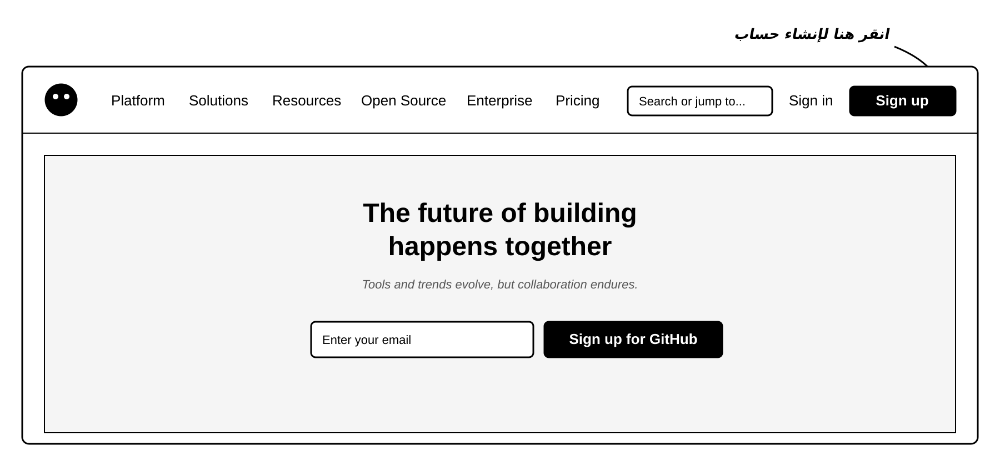 انقر هنا لإنشاء حساب
Platform Solutions Resources Open Source Enterprise Pricing Search or jump to... Sign in Sign up
The future of building
happens together
Tools and trends evolve, but collaboration endures.
Enter your email Sign up for GitHub